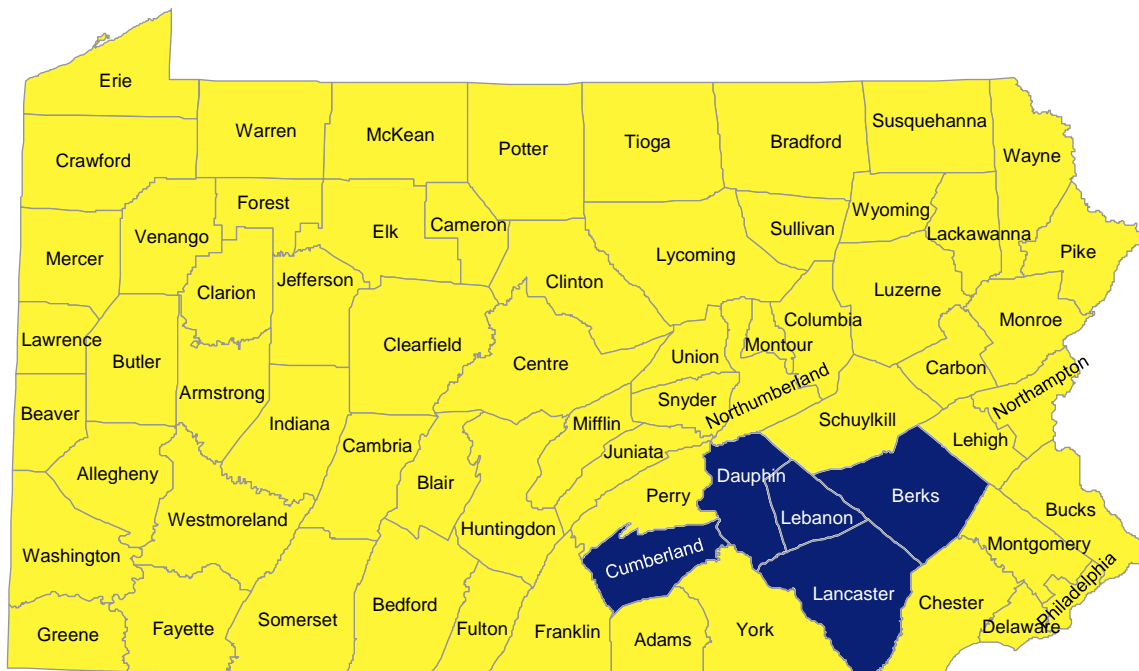 Erie
Warren
McKean
Potter
Tioga
Bradford
Susquehanna
Wayne
Crawford
Forest
Elk
Cameron
Sullivan
Wyoming
Lackawanna
Pike
Mercer
Venango
Clarion
Jefferson
Clinton
Lycoming
Luzerne
Monroe
Lawrence
Butler
Clearfield
Centre
Union
Montour
Columbia
Carbon
Northampton
Beaver
Armstrong
Indiana
Mifflin
Snyder
Northumberland
Schuylkill
Lehigh
Allegheny
Cambria
Blair
Juniata
Dauphin
Berks
Bucks
Westmoreland
Huntingdon
Perry
Lebanon
Montgomery
Washington
Cumberland
Lancaster
Philadelphia
Greene
Fayette
Somerset
Bedford
Fulton
Franklin
Adams
York
Chester
Delaware